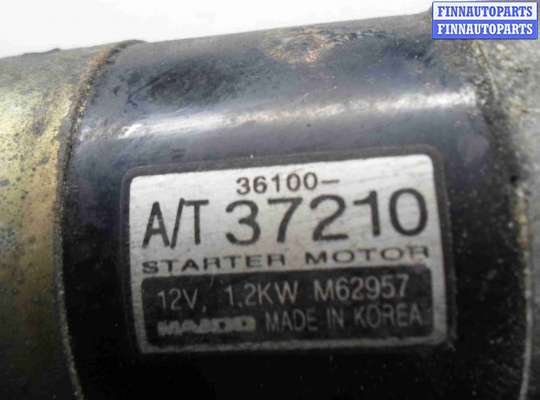 FINNAUTOPARTS
FINNAUTOPARTS
36100-
A/T 37210
STARTER MOTOR
12V, 1.2KW M62957
MANDO MADE IN KOREA